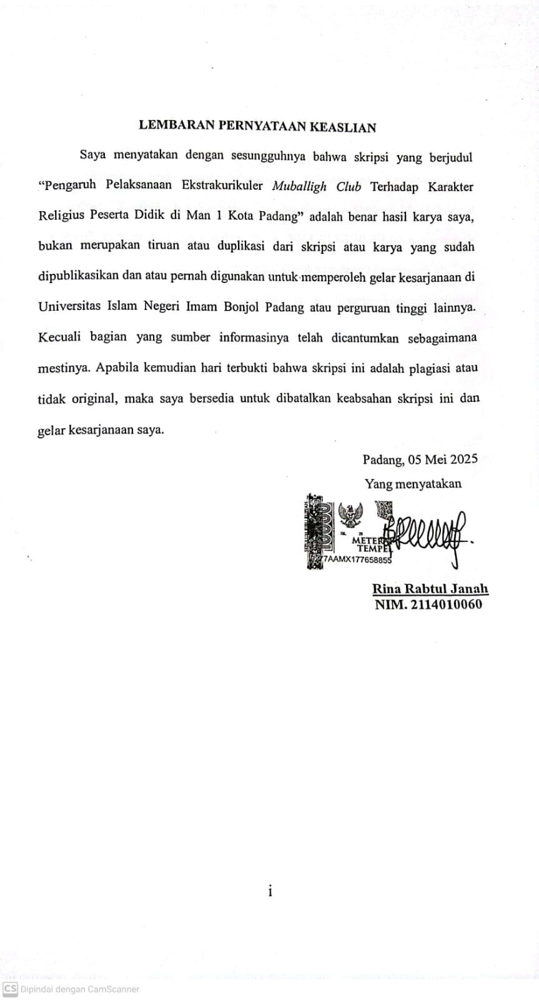 LEMBARAN PERNYATAAN KEASLIAN
Saya menyatakan dengan sesungguhnya bahwa skripsi yang berjudul
“Pengaruh Pelaksanaan Ekstrakurikuler Muballigh Club Terhadap Karakter
Religius Peserta Didik di Man 1 Kota Padang” adalah benar hasil karya saya,
bukan merupakan tiruan atau duplikasi dari skripsi atau karya yang sudah
dipublikasikan dan atau pernah digunakan untuk memperoleh gelar kesarjanaan di
Universitas Islam Negeri Imam Bonjol Padang atau perguruan tinggi lainnya.
Kecuali bagian yang sumber informasinya telah dicantumkan sebagaimana
mestinya. Apabila kemudian hari terbukti bahwa skripsi ini adalah plagiasi atau
tidak original, maka saya bersedia untuk dibatalkan keabsahan skripsi ini dan
gelar kesarjanaan saya.
Padang, 05 Mei 2025
Yang menyatakan
TEMPEL
77AAMX177658855
Rina Rabtul Janah
NIM. 2114010060
i
CS Dipindai dengan CamScanner